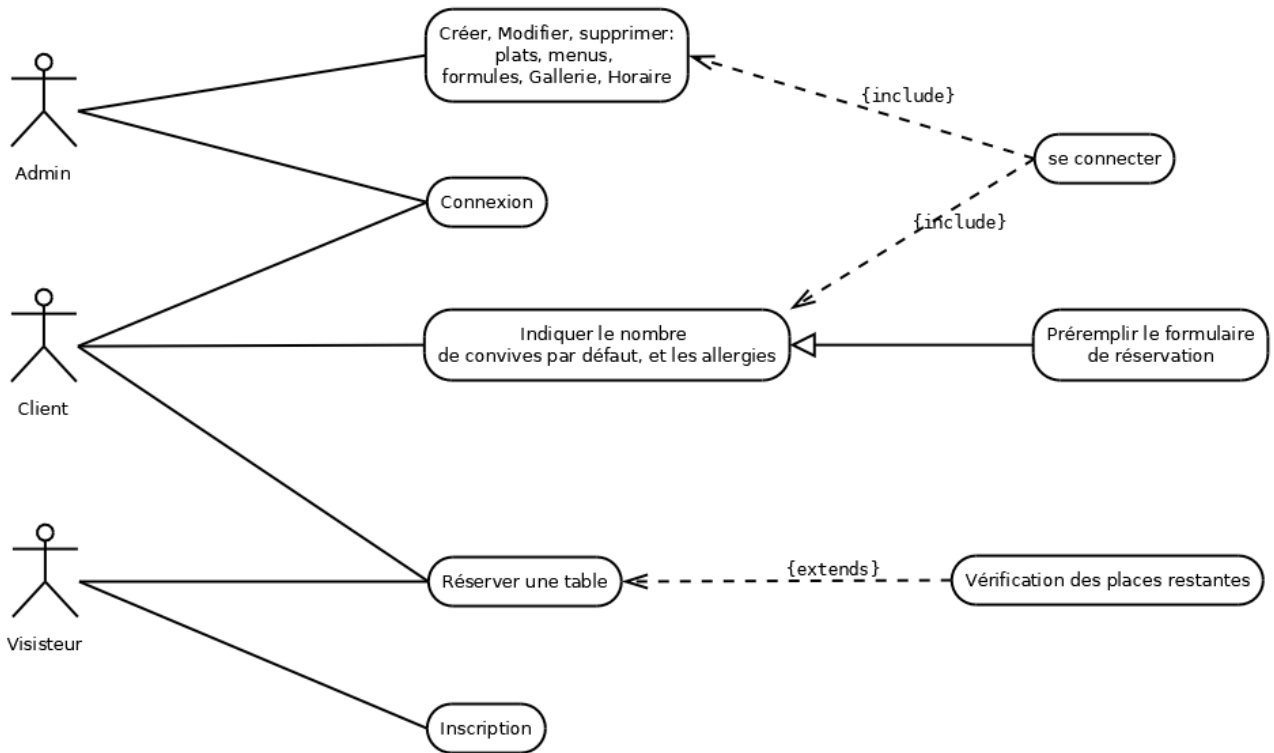 Créer, Modifier, supprimer:
plats, menus,
formules, Gallerie, Horaire
{include}
se connecter
Admin
Connexion
{include}
Indiquer le nombre
de convives par défaut, et les allergies
Préremplir le formulaire
de réservation
Client
Réserver une table
{extends}
Vérification des places restantes
Visisteur
Inscription